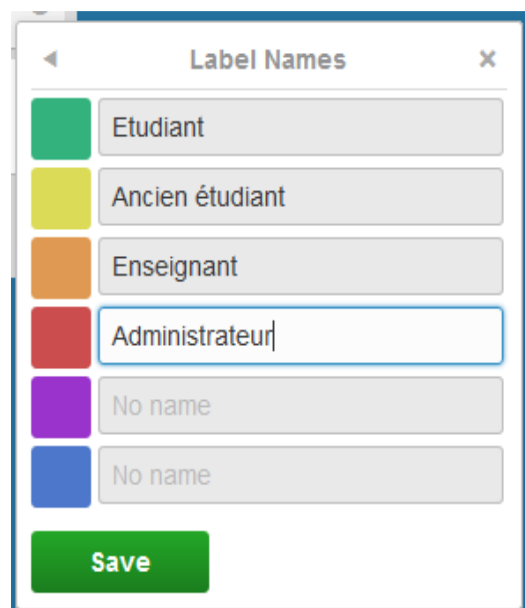 Label Names
Etudiant
Ancien étudiant
Enseignant
Administrateur
No name
No name
Save